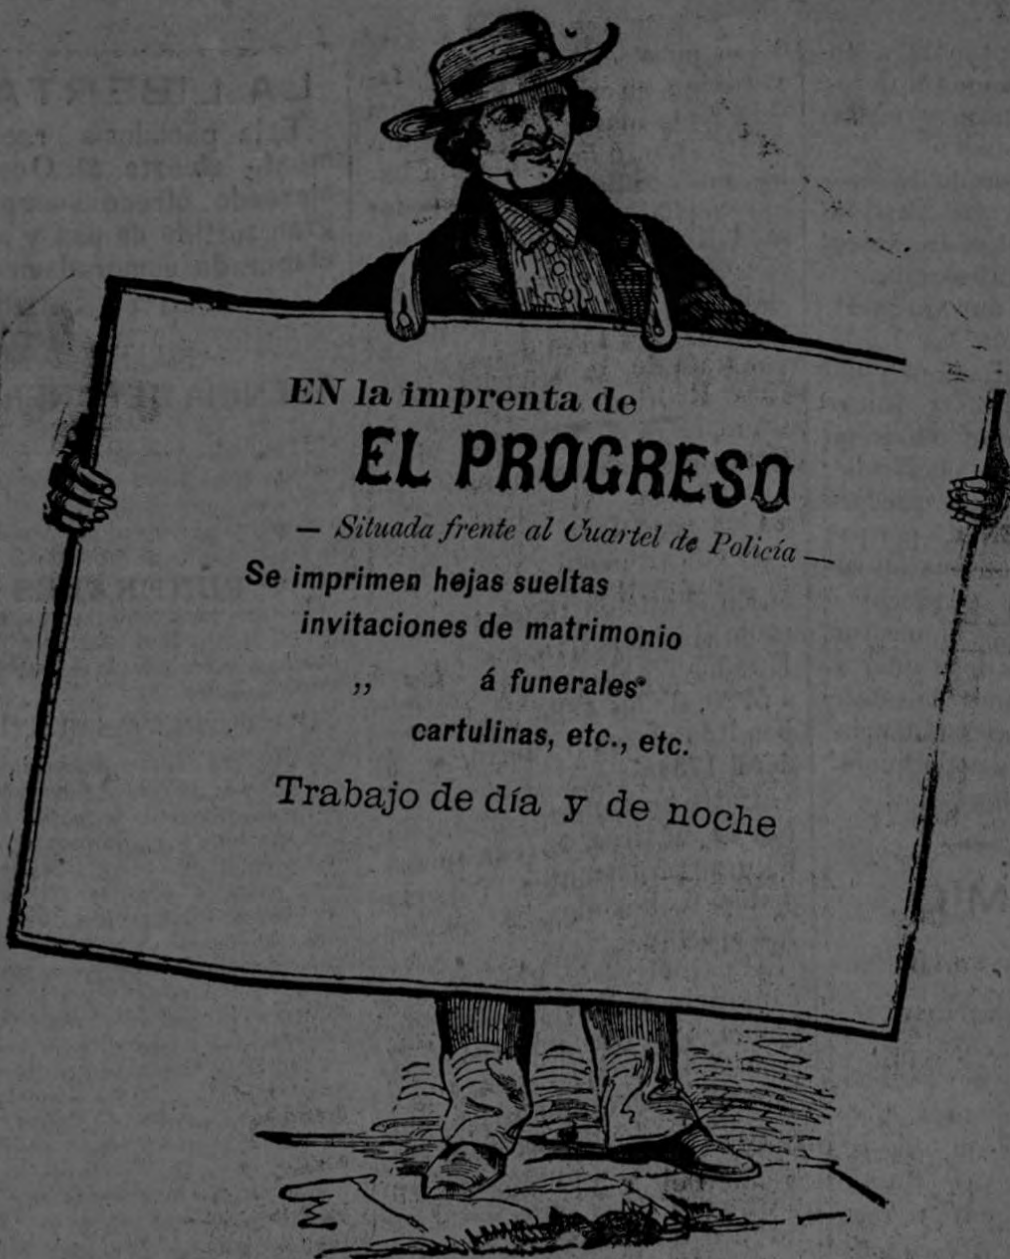 EN la imprenta de
EL PROGRESO
— Situada frente al Cuartel de Policía —
Se imprimen hojas sueltas
invitaciones de matrimonio
,, á funerales
cartulinas, etc., etc.
Trabajo de día y de noche